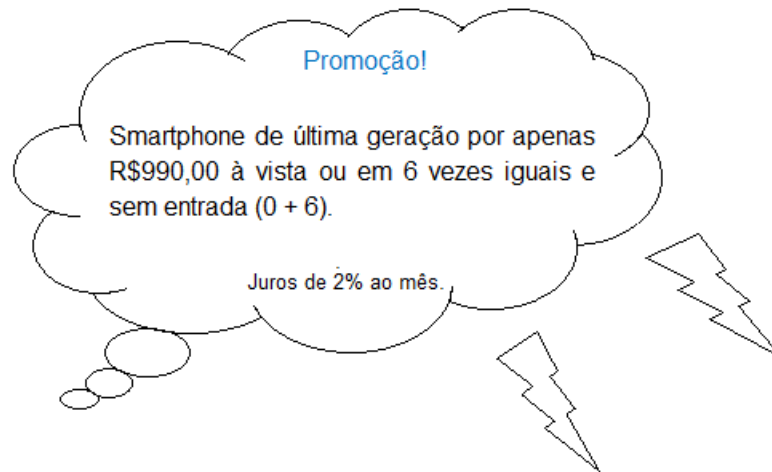 Promoção!
Smartphone de última geração por apenas
R$990,00 à vista ou em 6 vezes iguais e
sem entrada (0 + 6).
Juros de 2% ao mês.